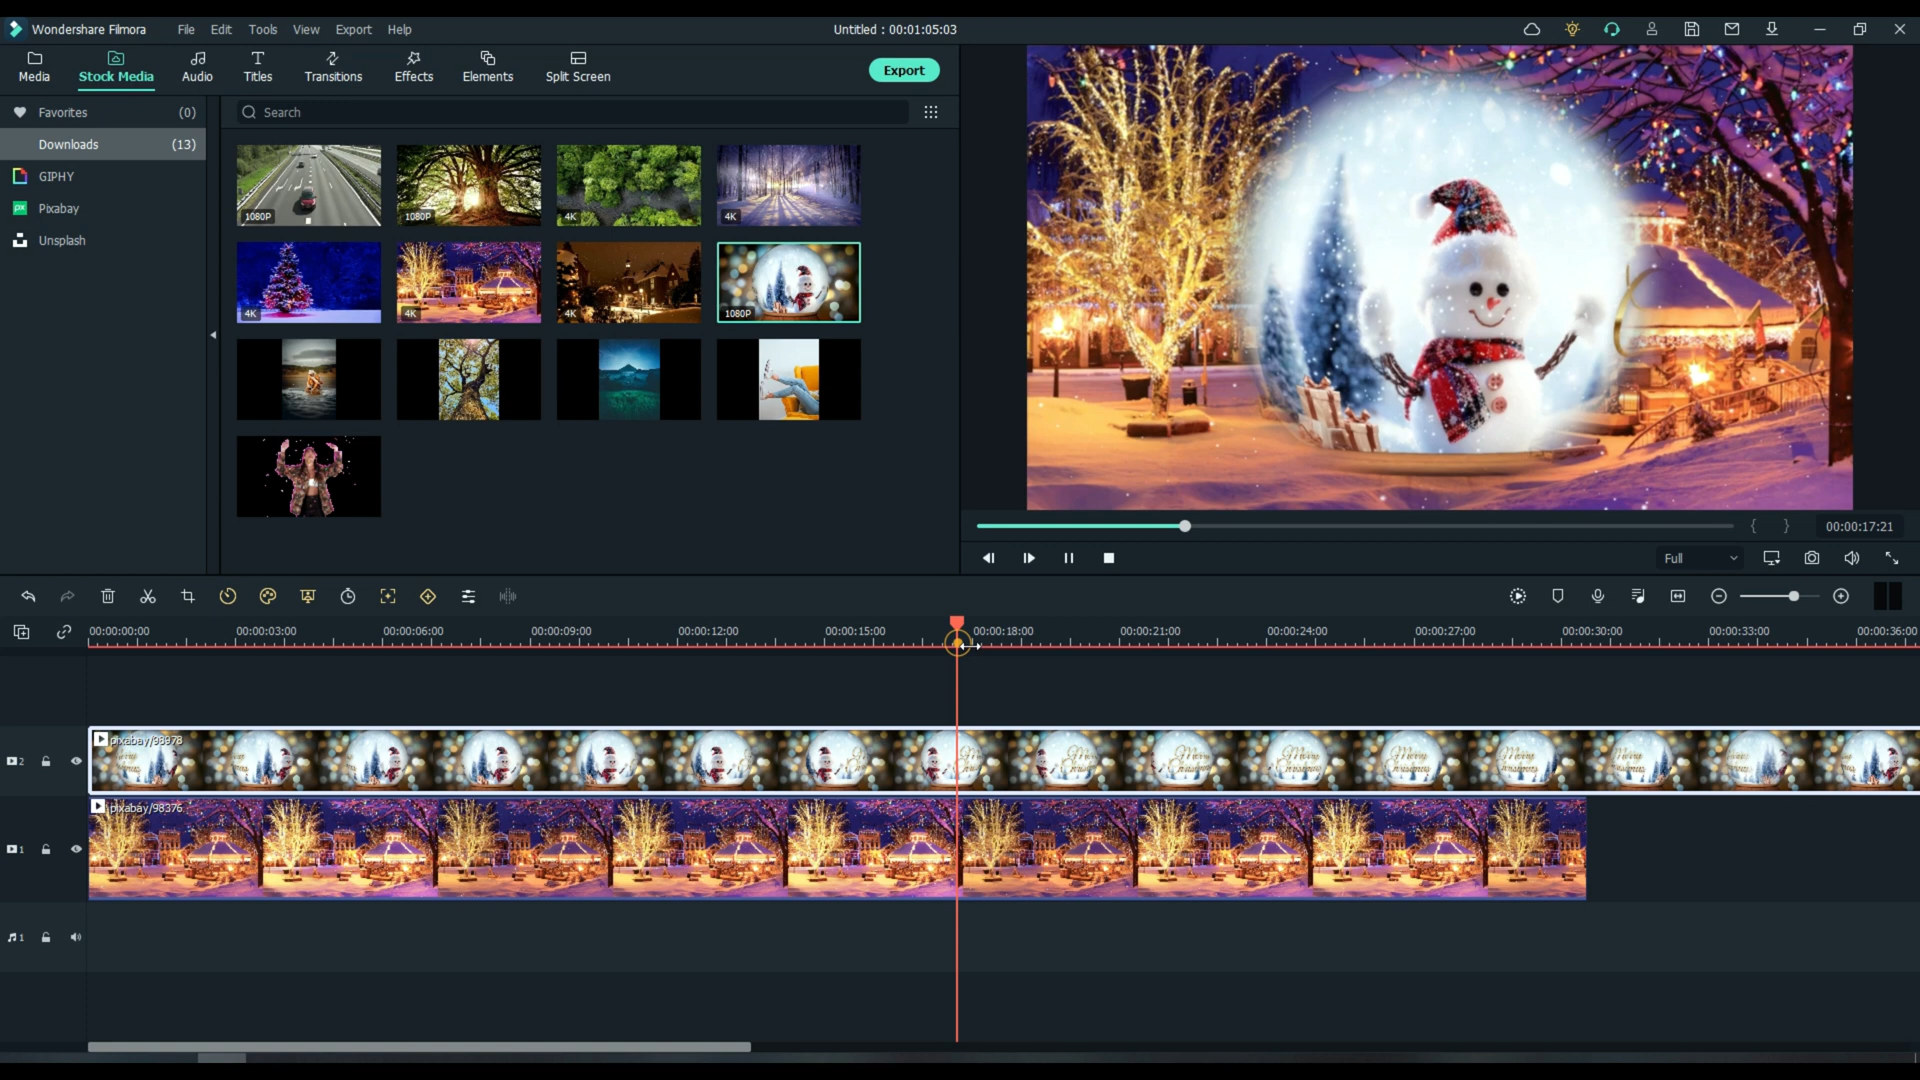 Wondershare Filmora File Edit Tools View Export Help Untitled : 00:01:05:03
Media Stock Media Audio Titles Transitions Effects Elements Split Screen Export
Favorites (0)
Search
Downloads (13)
GIPHY
Pixabay
Unsplash
1080P 1080P 4K 4K
4K 4K 4K 1080P
{ } 00:00:17:21
Full
00:00:00:00 00:00:03:00 00:00:06:00 00:00:09:00 00:00:12:00 00:00:15:00 00:00:18:00 00:00:21:00 00:00:24:00 00:00:27:00 00:00:30:00 00:00:33:00 00:00:36:00
pixabay/98978
2
pixabay/98376
1
1